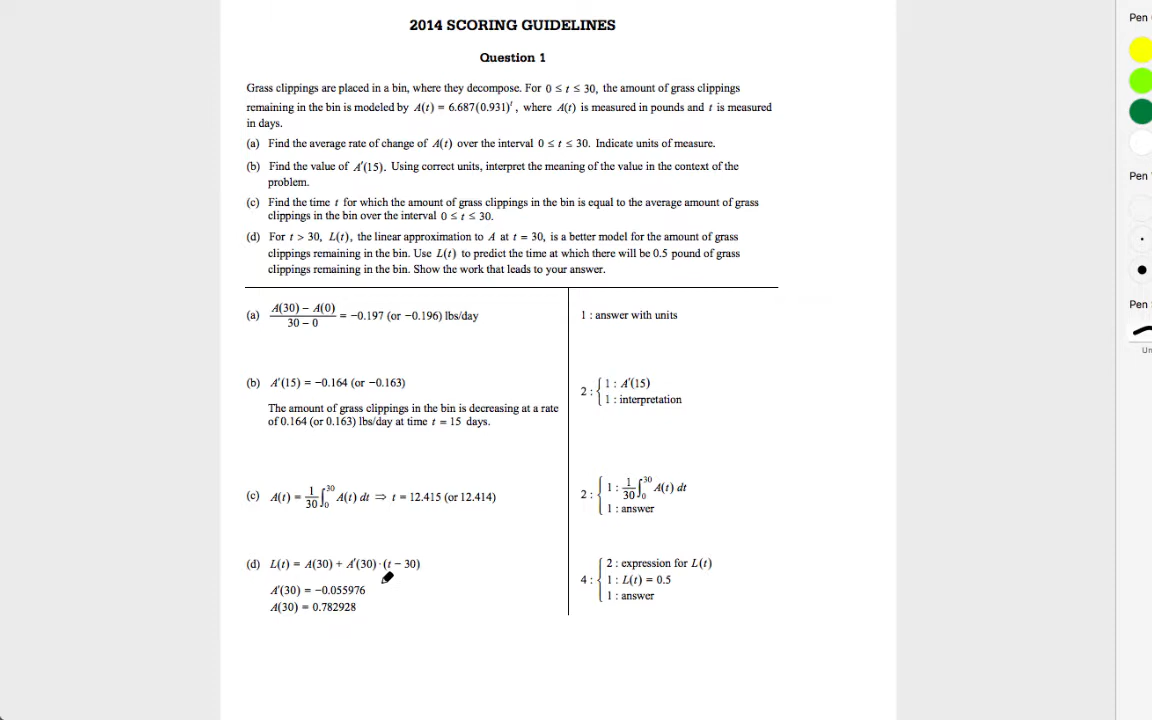 2014 SCORING GUIDELINES
Question 1
Grass clippings are placed in a bin, where they decompose. For 0 ≤ t ≤ 30, the amount of grass clippings
remaining in the bin is modeled by A(t) = 6.687(0.931)^t, where A(t) is measured in pounds and t is measured
in days.
(a) Find the average rate of change of A(t) over the interval 0 ≤ t ≤ 30. Indicate units of measure.
(b) Find the value of A′(15). Using correct units, interpret the meaning of the value in the context of the
problem.
(c) Find the time t for which the amount of grass clippings in the bin is equal to the average amount of grass
clippings in the bin over the interval 0 ≤ t ≤ 30.
(d) For t > 30, L(t), the linear approximation to A at t = 30, is a better model for the amount of grass
clippings remaining in the bin. Use L(t) to predict the time at which there will be 0.5 pound of grass
clippings remaining in the bin. Show the work that leads to your answer.
(a) (A(30) − A(0))/(30 − 0) = −0.197 (or −0.196) lbs/day
1 : answer with units
(b) A′(15) = −0.164 (or −0.163)
The amount of grass clippings in the bin is decreasing at a rate
of 0.164 (or 0.163) lbs/day at time t = 15 days.
2 : { 1 : A′(15)
1 : interpretation
(c) A(t) = 1/30 ∫_0^30 A(t) dt ⇒ t = 12.415 (or 12.414)
2 : { 1 : 1/30 ∫_0^30 A(t) dt
1 : answer
(d) L(t) = A(30) + A′(30) · (t − 30)
A′(30) = −0.055976
A(30) = 0.782928
4 : { 2 : expression for L(t)
1 : L(t) = 0.5
1 : answer
Pen
Pen
Pen